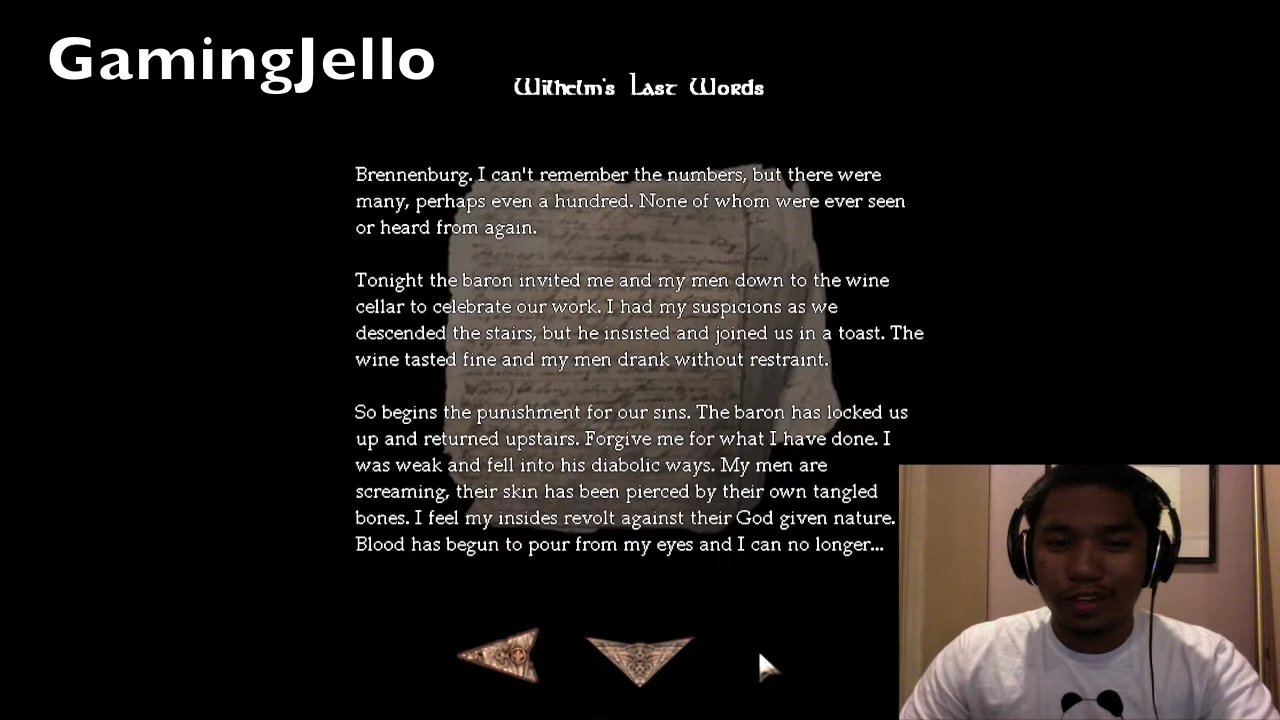 GamingJello
Wilhelm's Last Words
Brennenburg. I can't remember the numbers, but there were
many, perhaps even a hundred. None of whom were ever seen
or heard from again.
Tonight the baron invited me and my men down to the wine
cellar to celebrate our work. I had my suspicions as we
descended the stairs, but he insisted and joined us in a toast. The
wine tasted fine and my men drank without restraint.
So begins the punishment for our sins. The baron has locked us
up and returned upstairs. Forgive me for what I have done. I
was weak and fell into his diabolic ways. My men are
screaming, their skin has been pierced by their own tangled
bones. I feel my insides revolt against their God given nature.
Blood has begun to pour from my eyes and I can no longer...